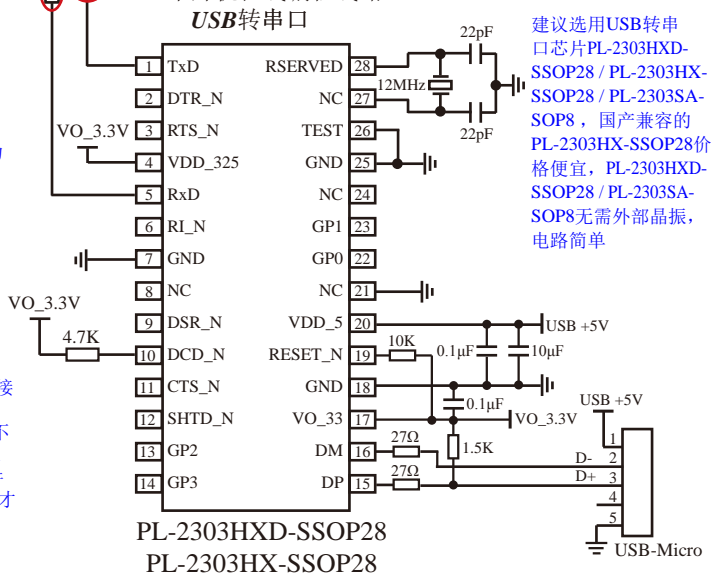 USB转串口
建议选用USB转串
口芯片PL-2303HXD-
SSOP28 / PL-2303HX-
SSOP28 / PL-2303SA-
SOP8，国产兼容的
PL-2303HX-SSOP28价
格便宜，PL-2303HXD-
SSOP28 / PL-2303SA-
SOP8无需外部晶振，
电路简单
1 TxD RSERVED 28
2 DTR_N NC 27
3 RTS_N TEST 26
4 VDD_325 GND 25
5 RxD NC 24
6 RI_N GP1 23
7 GND GP0 22
8 NC NC 21
9 DSR_N VDD_5 20
10 DCD_N RESET_N 19
11 CTS_N GND 18
12 SHTD_N VO_33 17
13 GP2 DM 16
14 GP3 DP 15
VO_3.3V
VO_3.3V
4.7K
22pF
12MHz
22pF
USB +5V
10K
0.1μF
10μF
0.1μF
VO_3.3V
1.5K
27Ω
27Ω
USB +5V
D-
D+
1
2
3
4
5
USB-Micro
接
不
才
PL-2303HXD-SSOP28
PL-2303HX-SSOP28